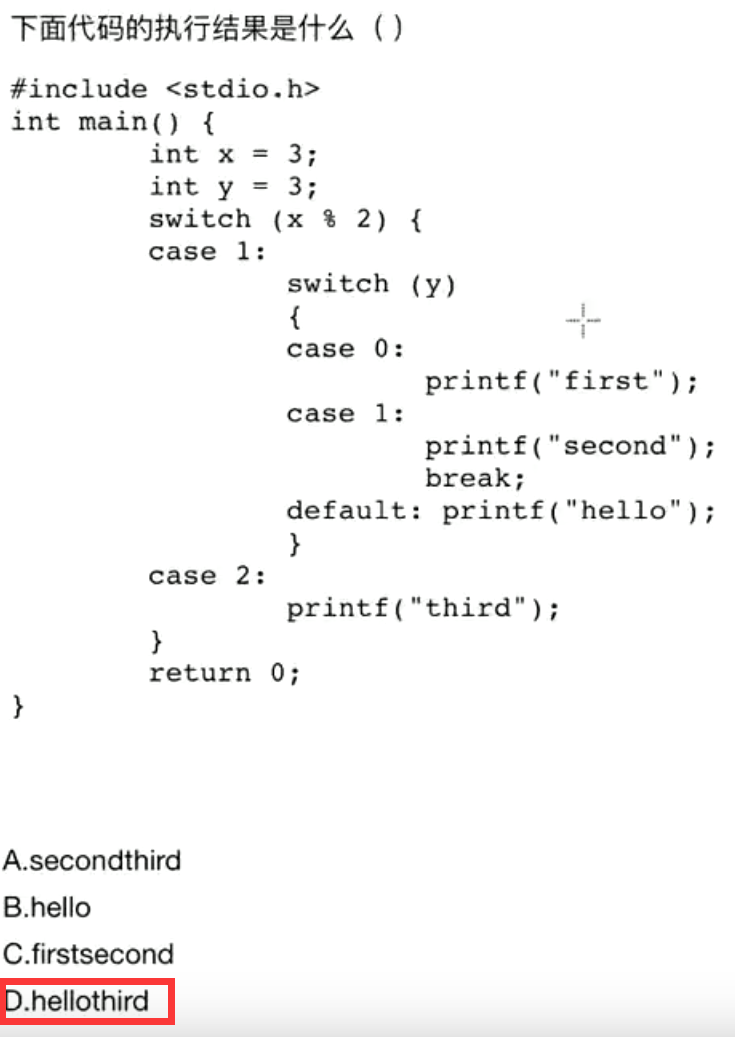 下面代码的执行结果是什么（）
#include <stdio.h>
int main() {
int x = 3;
int y = 3;
switch (x % 2) {
case 1:
switch (y)
{
case 0:
printf("first");
case 1:
printf("second");
break;
default: printf("hello");
}
case 2:
printf("third");
}
return 0;
}
A.secondthird
B.hello
C.firstsecond
D.hellothird